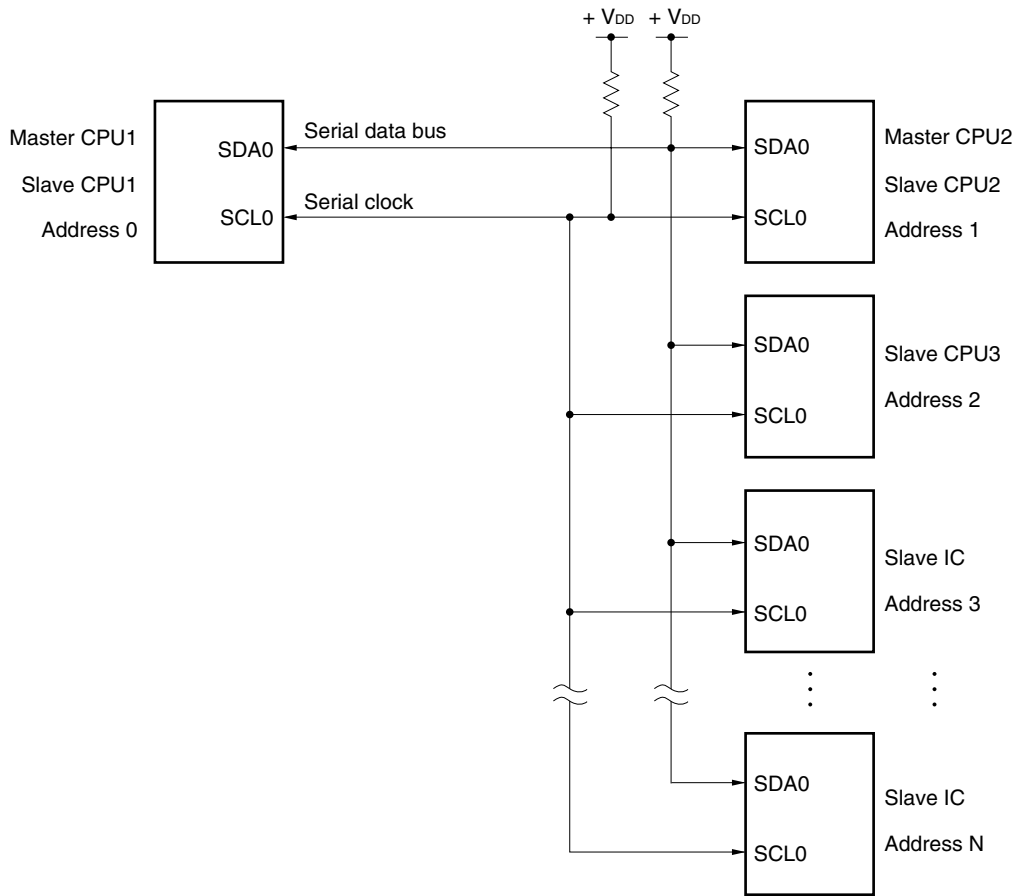 + VDD
+ VDD
Master CPU1
Slave CPU1
Address 0
SDA0
SCL0
Serial data bus
Serial clock
SDA0
SCL0
Master CPU2
Slave CPU2
Address 1
SDA0
SCL0
Slave CPU3
Address 2
SDA0
SCL0
Slave IC
Address 3
SDA0
SCL0
Slave IC
Address N